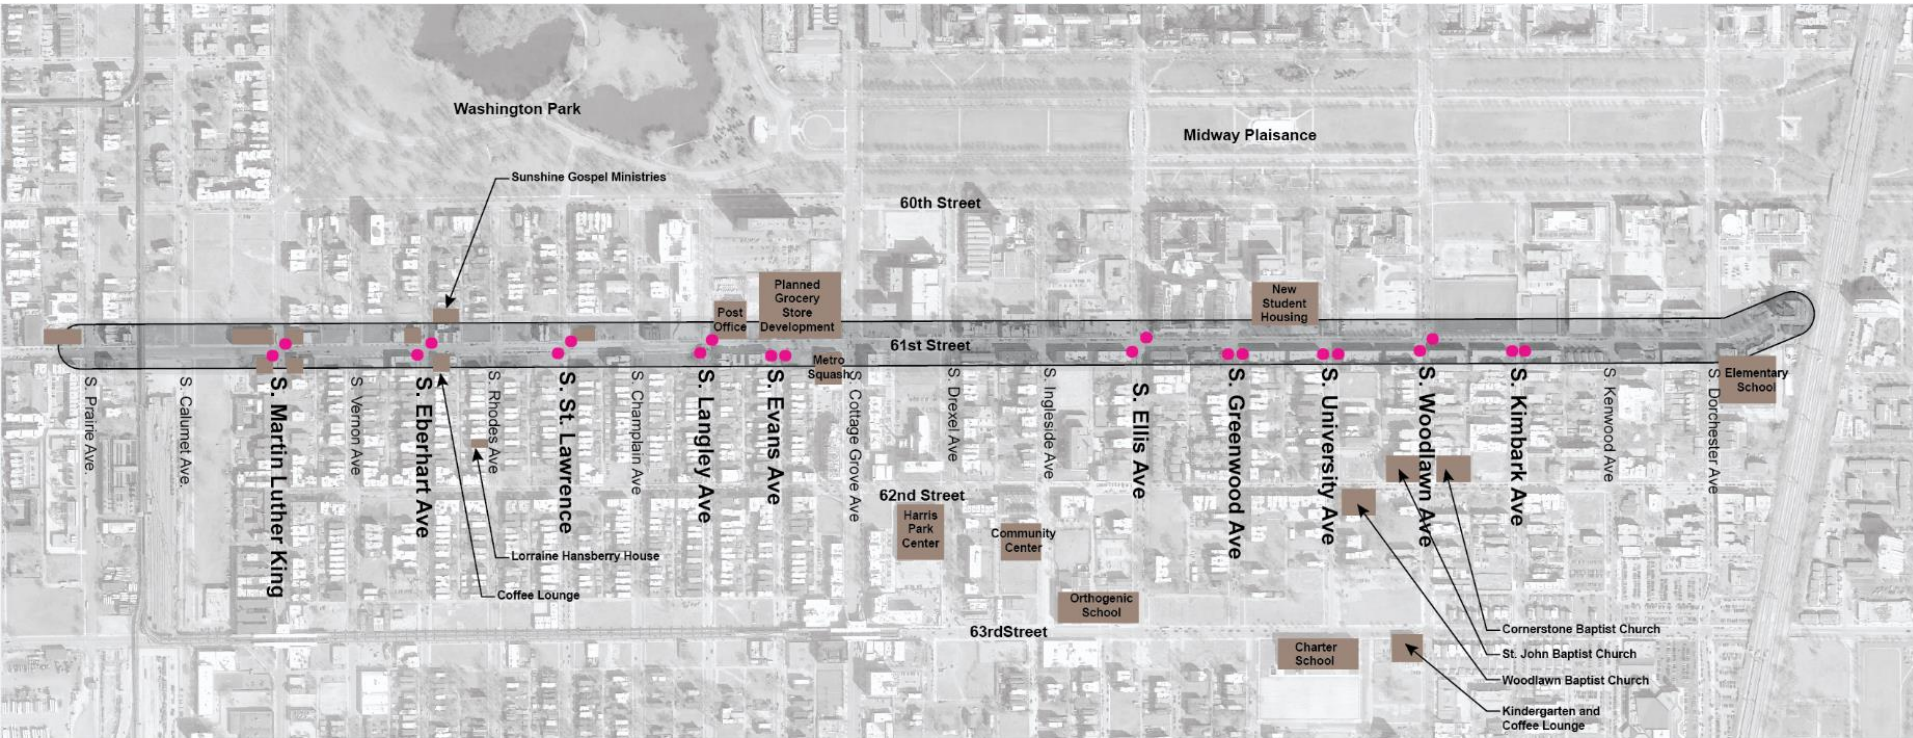 Washington Park
Midway Plaisance
Sunshine Gospel Ministries
60th Street
Planned
Grocery
Store
Development
Post
Office
New
Student
Housing
61st Street
Metro
Squash
Elementary
School
S. Prairie Ave.
S. Calumet Ave.
S. Martin Luther King
S. Vernon Ave
S. Eberhart Ave
S. Rhodes Ave
S. St. Lawrence
S. Champlain Ave
S. Langley Ave
S. Evans Ave
S. Cottage Grove Ave
S. Drexel Ave
S. Ingleside Ave
S. Ellis Ave
S. Greenwood Ave
S. University Ave
S. Woodlawn Ave
S. Kimbark Ave
S. Kenwood Ave
S. Dorchester Ave
62nd Street
Harris
Park
Center
Community
Center
Lorraine Hansberry House
Coffee Lounge
Orthogenic
School
63rdStreet
Charter
School
Cornerstone Baptist Church
St. John Baptist Church
Woodlawn Baptist Church
Kindergarten and
Coffee Lounge